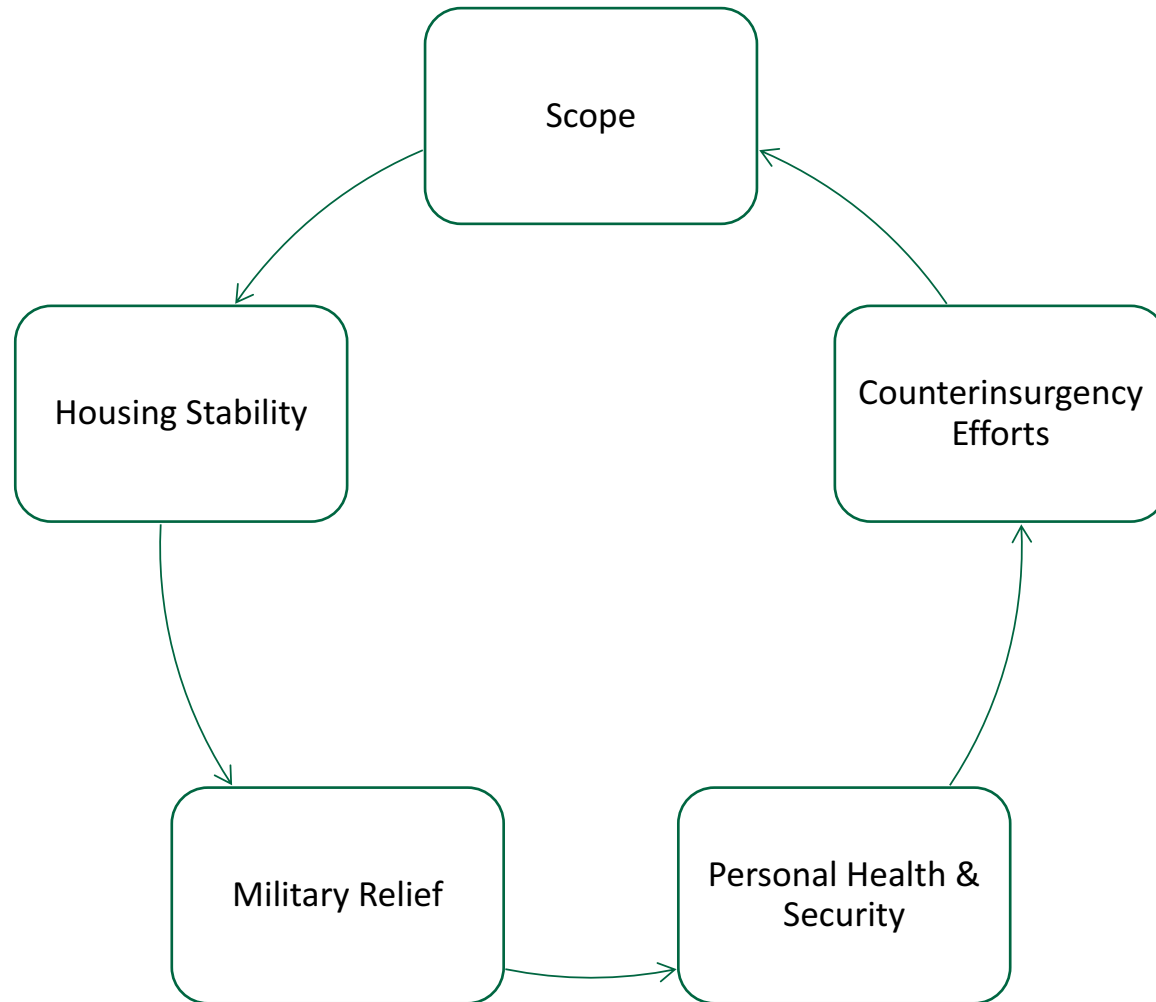 Scope
Housing Stability
Counterinsurgency
Efforts
Military Relief
Personal Health &
Security